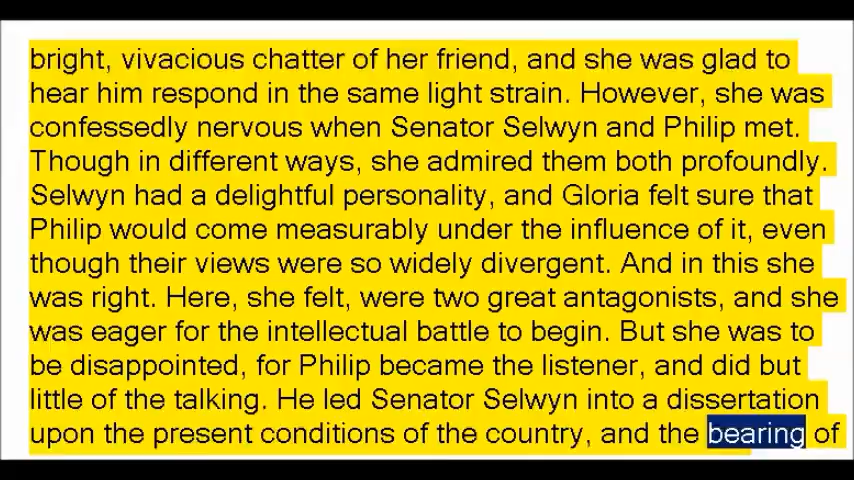 bright, vivacious chatter of her friend, and she was glad to
hear him respond in the same light strain. However, she was
confessedly nervous when Senator Selwyn and Philip met.
Though in different ways, she admired them both profoundly.
Selwyn had a delightful personality, and Gloria felt sure that
Philip would come measurably under the influence of it, even
though their views were so widely divergent. And in this she
was right. Here, she felt, were two great antagonists, and she
was eager for the intellectual battle to begin. But she was to
be disappointed, for Philip became the listener, and did but
little of the talking. He led Senator Selwyn into a dissertation
upon the present conditions of the country, and the bearing of